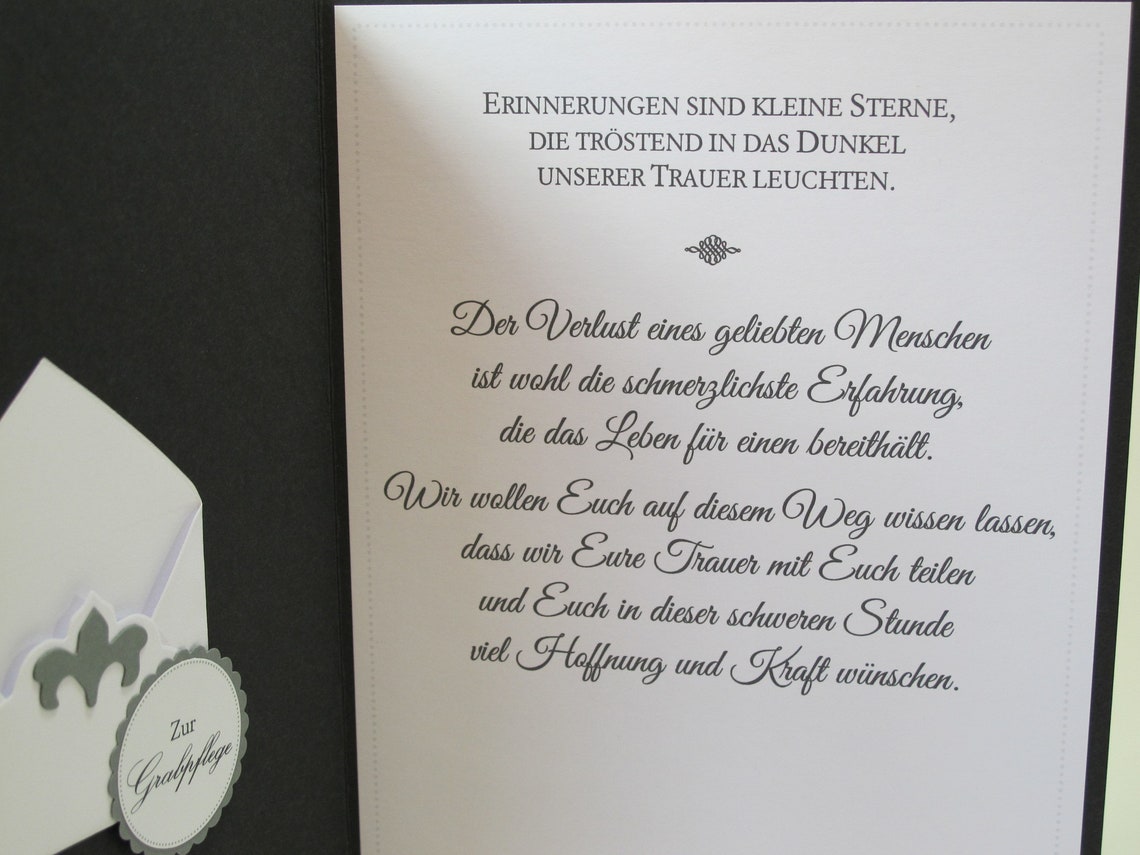 Erinnerungen sind kleine Sterne,
die tröstend in das Dunkel
unserer Trauer leuchten.
Der Verlust eines geliebten Menschen
ist wohl die schmerzlichste Erfahrung,
die das Leben für einen bereithält.
Wir wollen Euch auf diesem Weg wissen lassen,
dass wir Eure Trauer mit Euch teilen
und Euch in dieser schweren Stunde
viel Hoffnung und Kraft wünschen.
Zur
Grabpflege